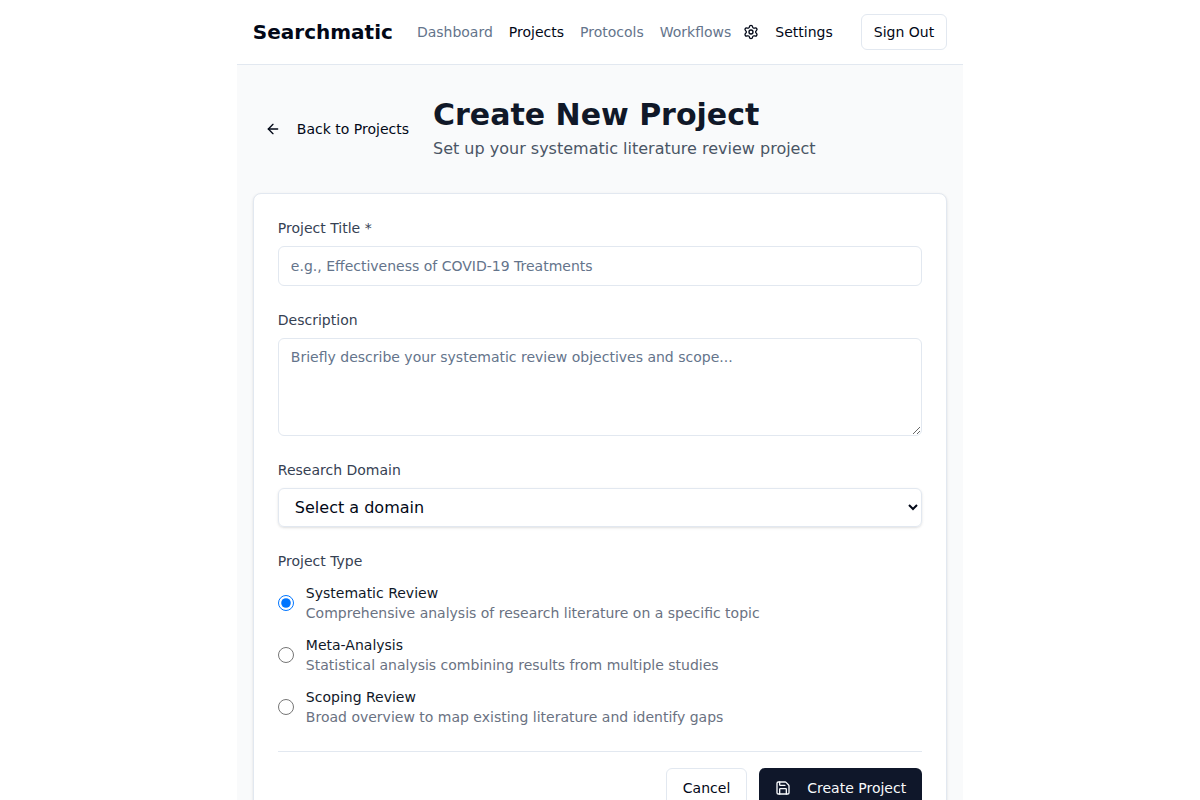 Searchmatic Dashboard Projects Protocols Workflows Settings Sign Out
Back to Projects
Create New Project
Set up your systematic literature review project
Project Title *
e.g., Effectiveness of COVID-19 Treatments
Description
Briefly describe your systematic review objectives and scope...
Research Domain
Select a domain
Project Type
Systematic Review
Comprehensive analysis of research literature on a specific topic
Meta-Analysis
Statistical analysis combining results from multiple studies
Scoping Review
Broad overview to map existing literature and identify gaps
Cancel Create Project